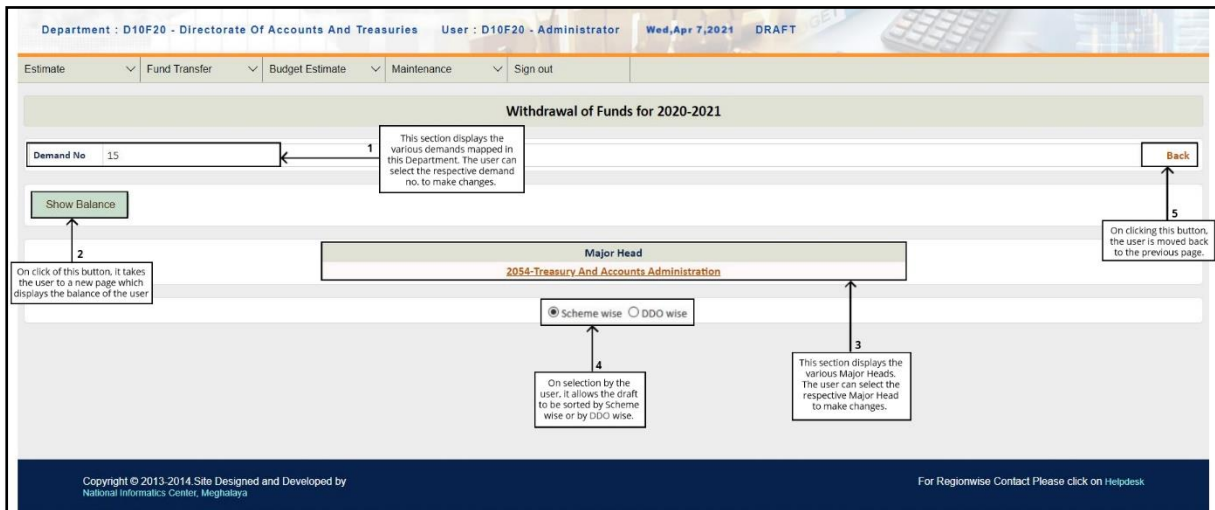 Department : D10F20 - Directorate Of Accounts And Treasuries User : D10F20 - Administrator Wed,Apr 7,2021 DRAFT
Estimate Fund Transfer Budget Estimate Maintenance Sign out
Withdrawal of Funds for 2020-2021
Demand No 15
1
This section displays the
various demands mapped in
this Department. The user can
select the respective demand
no. to make changes.
Back
Show Balance
2
On click of this button, it takes
the user to a new page which
displays the balance of the user
5
On clicking this button,
the user is moved back
to the previous page.
Major Head
2054-Treasury And Accounts Administration
Scheme wise DDO wise
4
On selection by the
user, it allows the draft
to be sorted by Scheme
wise or by DDO wise.
3
This section displays the
various Major Heads.
The user can select the
respective Major Head
to make changes.
Copyright © 2013-2014.Site Designed and Developed by
National Informatics Center, Meghalaya
For Regionwise Contact Please click on Helpdesk